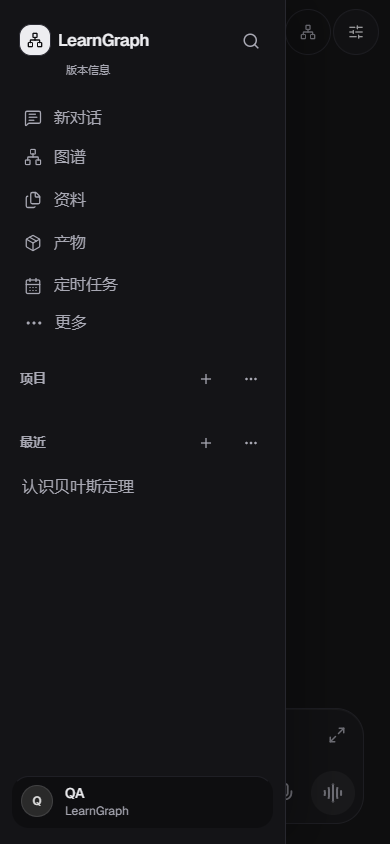 LearnGraph
版本信息
新对话
图谱
资料
产物
定时任务
更多
项目
最近
认识贝叶斯定理
Q
QA
LearnGraph